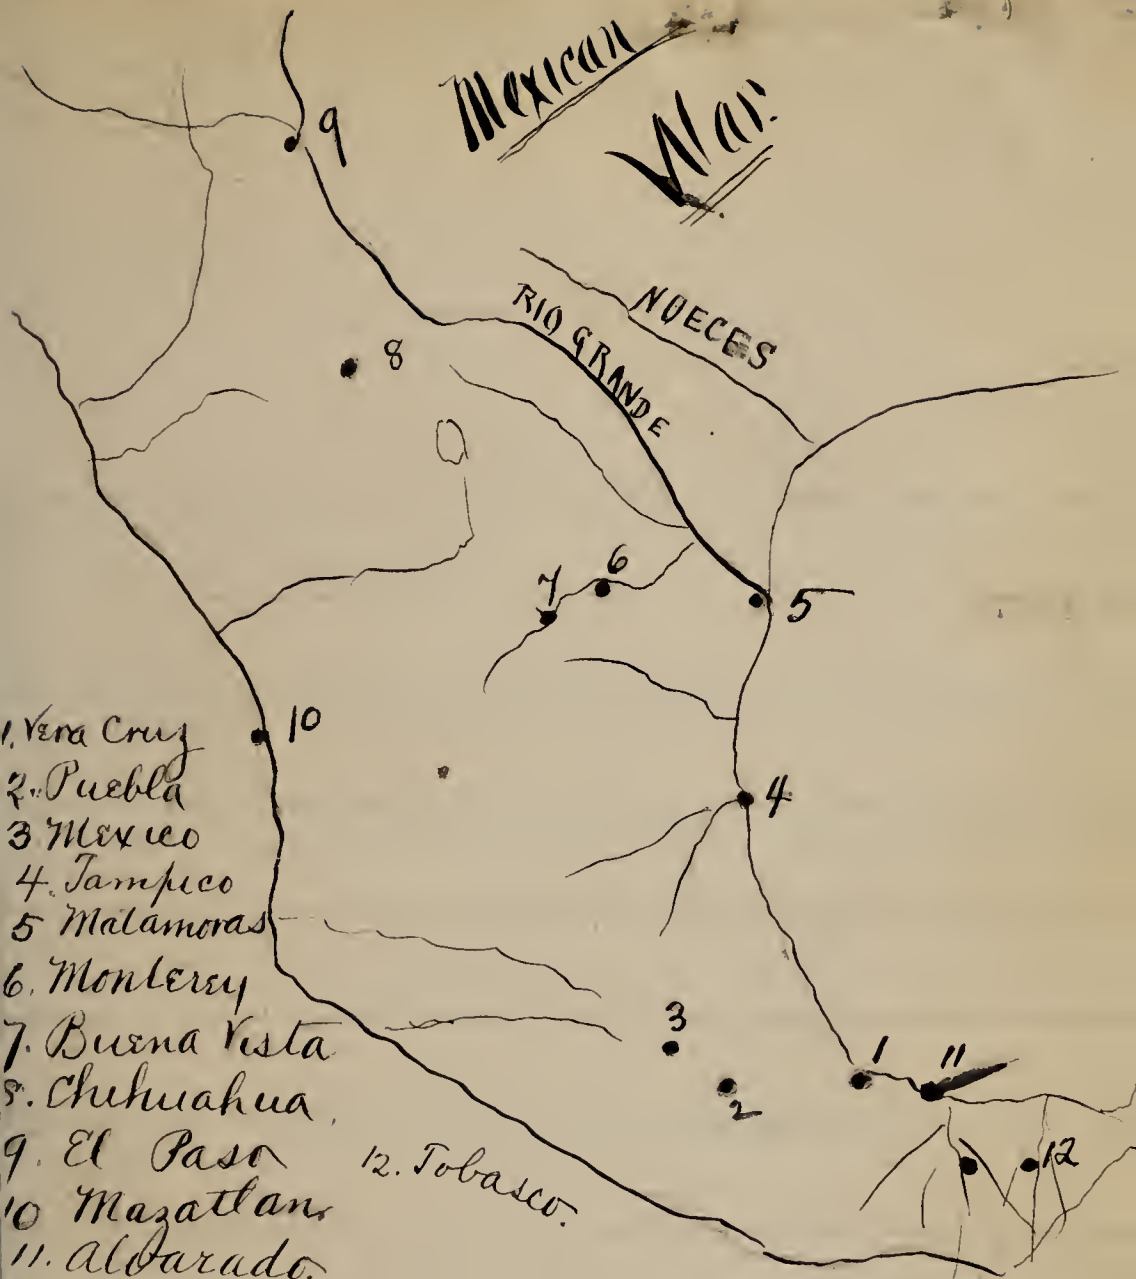 Mexican
War.
9
NUECES
RIO GRANDE
8
6
7
5
10
4
3
1
11
2
12
1. Vera Cruz
2. Puebla
3 Mexico
4. Tampico
5 Matamoras
6. Monterey
7. Buena Vista
8. Chihuahua
9. El Paso
12. Tobasco.
10 Mazatlan.
11. Alvarado.